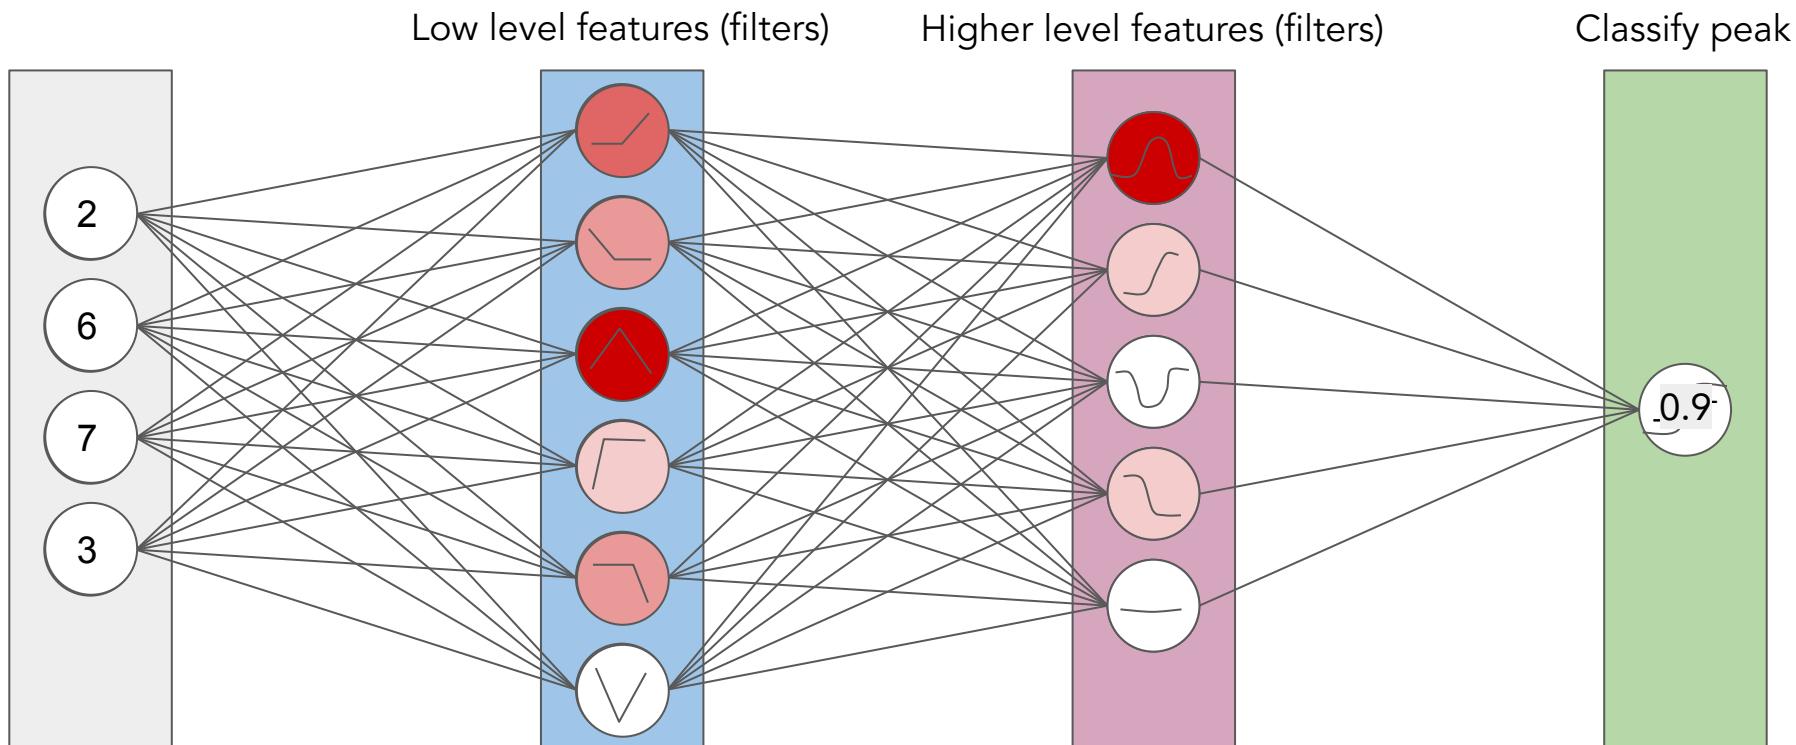 Low level features (filters)
Higher level features (filters)
Classify peak
2
6
7
3
0.9